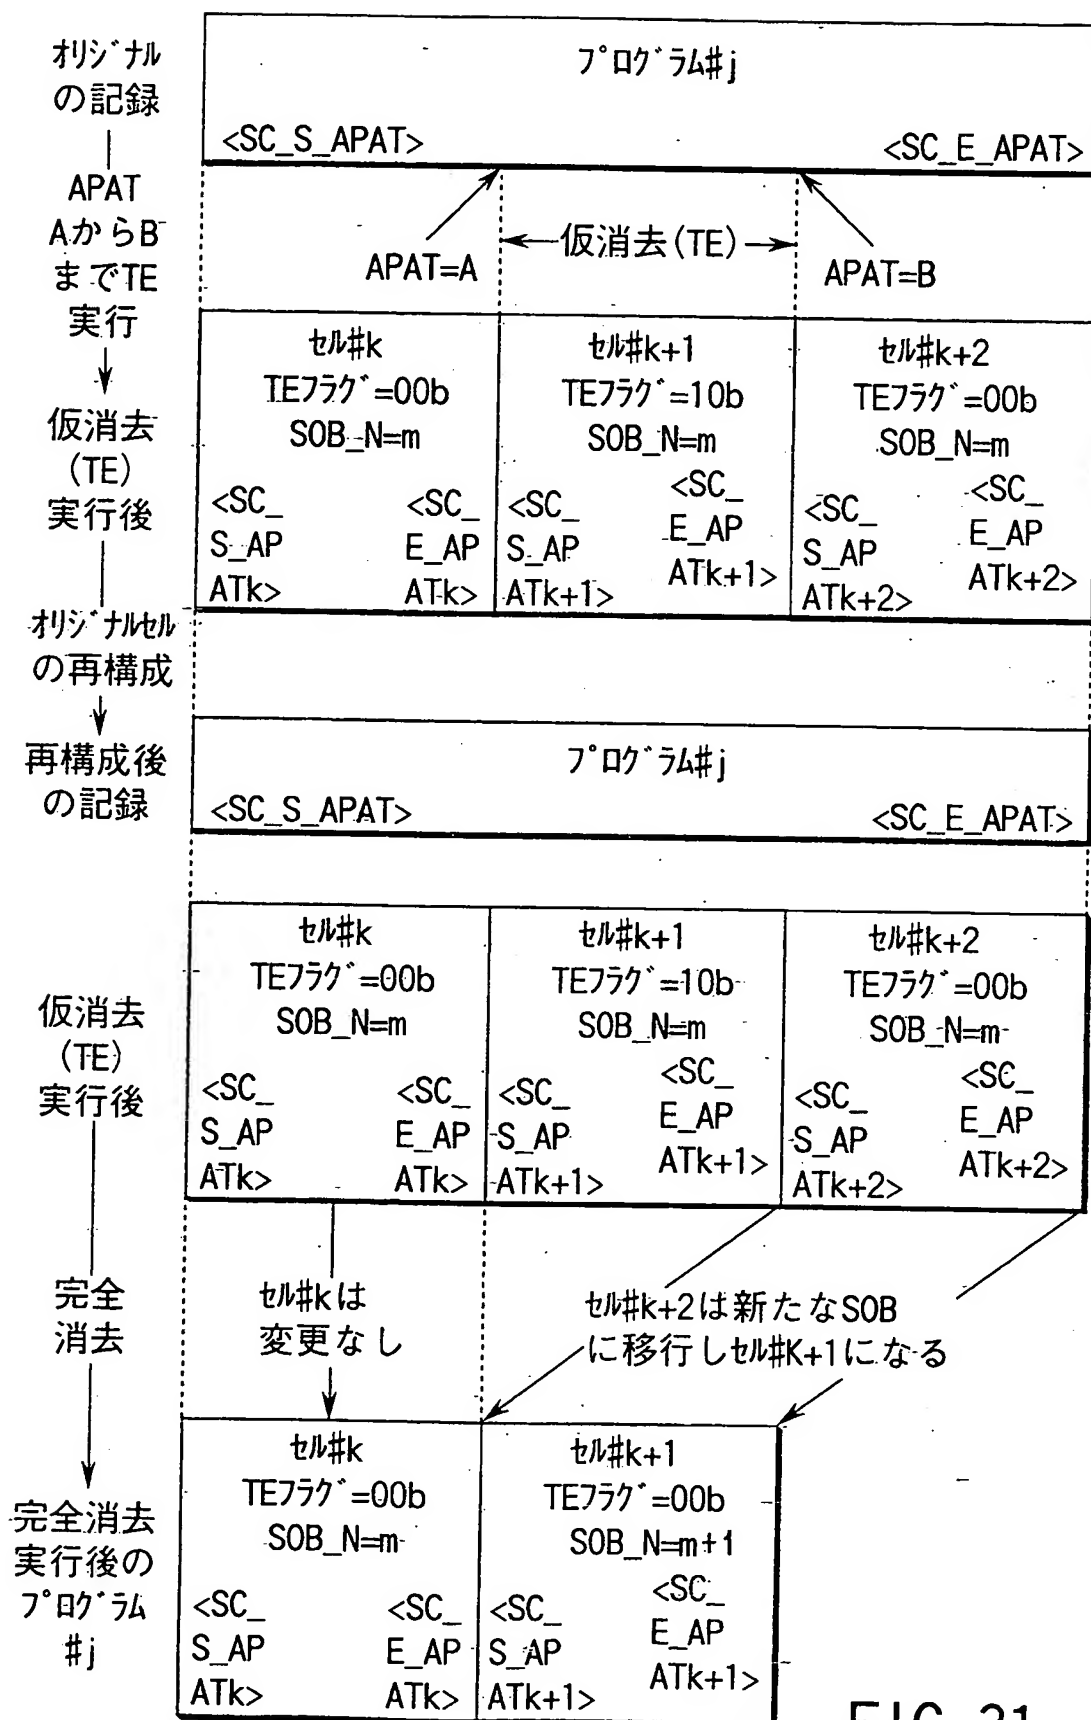 オリジナル
の記録
APAT
AからB
までTE
実行
仮消去
(TE)
実行後
オリジナルセル
の再構成
再構成後
の記録
プログラム#j
<SC_S_APAT>
<SC_E_APAT>
仮消去(TE)
APAT=A
APAT=B
セル#k
TEフラグ=00b
SOB_N=m
<SC_
S_AP
ATk>
<SC_
E_AP
ATk>
セル#k+1
TEフラグ=10b
SOB_N=m
<SC_
S_AP
ATk+1>
<SC_
E_AP
ATk+1>
セル#k+2
TEフラグ=00b
SOB_N=m
<SC_
S_AP
ATk+2>
<SC_
E_AP
ATk+2>
プログラム#j
<SC_S_APAT>
<SC_E_APAT>
仮消去
(TE)
実行後
完全
消去
完全消去
実行後の
プログラム
#j
セル#k
TEフラグ=00b
SOB_N=m
<SC_
S_AP
ATk>
<SC_
E_AP
ATk>
セル#k+1
TEフラグ=10b
SOB_N=m
<SC_
S_AP
ATk+1>
<SC_
E_AP
ATk+1>
セル#k+2
TEフラグ=00b
SOB_N=m
<SC_
S_AP
ATk+2>
<SC_
E_AP
ATk+2>
セル#kは
変更なし
セル#k+2は新たなSOB
に移行しセル#K+1になる
セル#k
TEフラグ=00b
SOB_N=m
<SC_
S_AP
ATk>
<SC_
E_AP
ATk>
セル#k+1
TEフラグ=00b
SOB_N=m+1
<SC_
S_AP
ATk+1>
<SC_
E_AP
ATk+1>